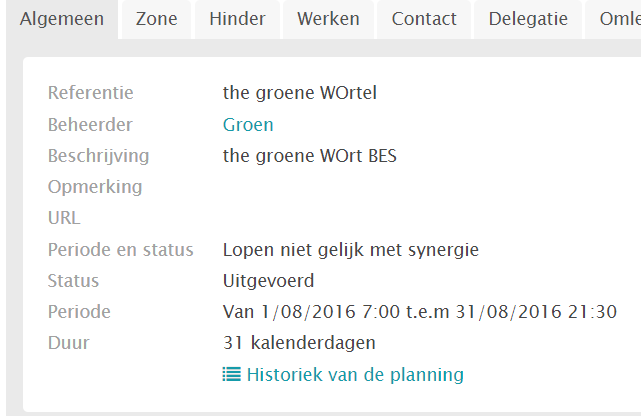 Algemeen Zone Hinder Werken Contact Delegatie Omle
Referentie the groene WOrtel
Beheerder Groen
Beschrijving the groene WOrt BES
Opmerking
URL
Periode en status Lopen niet gelijk met synergie
Status Uitgevoerd
Periode Van 1/08/2016 7:00 t.e.m 31/08/2016 21:30
Duur 31 kalenderdagen
Historiek van de planning